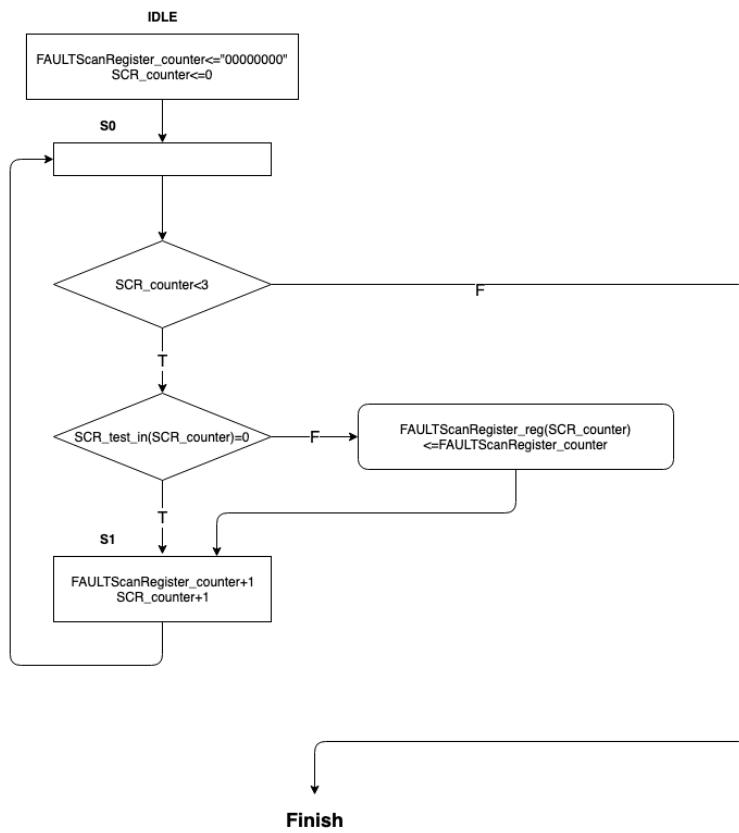 IDLE
FAULTScanRegister_counter<="00000000"
SCR_counter<=0
S0
SCR_counter<3
F
T
SCR_test_in(SCR_counter)=0
F
FAULTScanRegister_reg(SCR_counter)
<=FAULTScanRegister_counter
T
S1
FAULTScanRegister_counter+1
SCR_counter+1
Finish